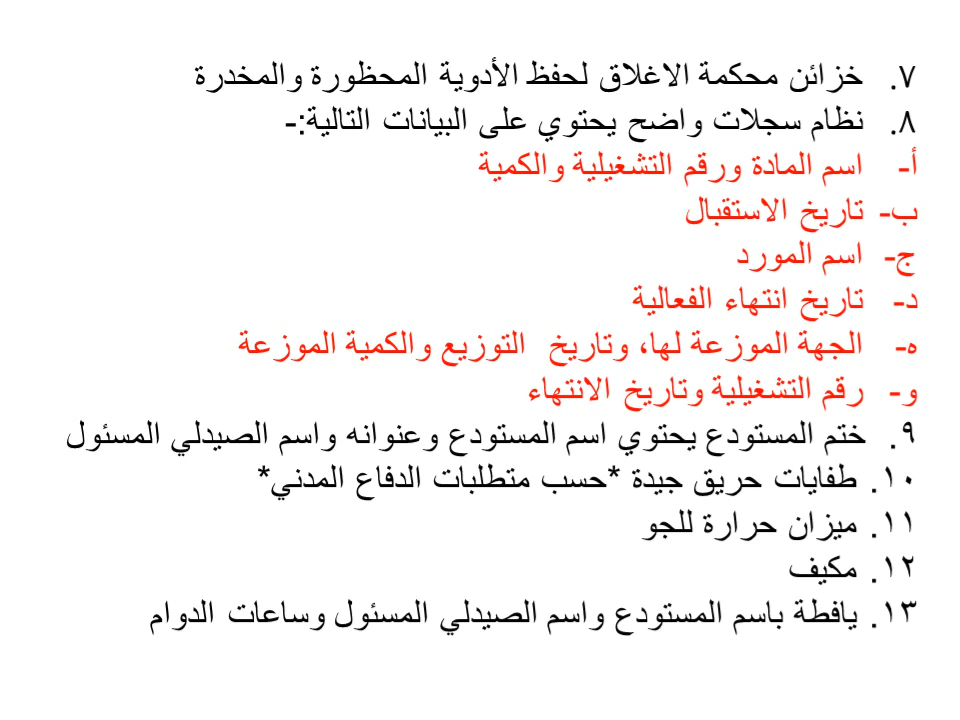 ٧. خزائن محكمة الاغلاق لحفظ الأدوية المحظورة والمخدرة
٨. نظام سجلات واضح يحتوي على البيانات التالية:-
أ- اسم المادة ورقم التشغيلية والكمية
ب- تاريخ الاستقبال
ج- اسم المورد
د- تاريخ انتهاء الفعالية
ه- الجهة الموزعة لها، وتاريخ التوزيع والكمية الموزعة
و- رقم التشغيلية وتاريخ الانتهاء
٩. ختم المستودع يحتوي اسم المستودع وعنوانه واسم الصيدلي المسئول
١٠. طفايات حريق جيدة *حسب متطلبات الدفاع المدني*
١١. ميزان حرارة للجو
١٢. مكيف
١٣. يافطة باسم المستودع واسم الصيدلي المسئول وساعات الدوام